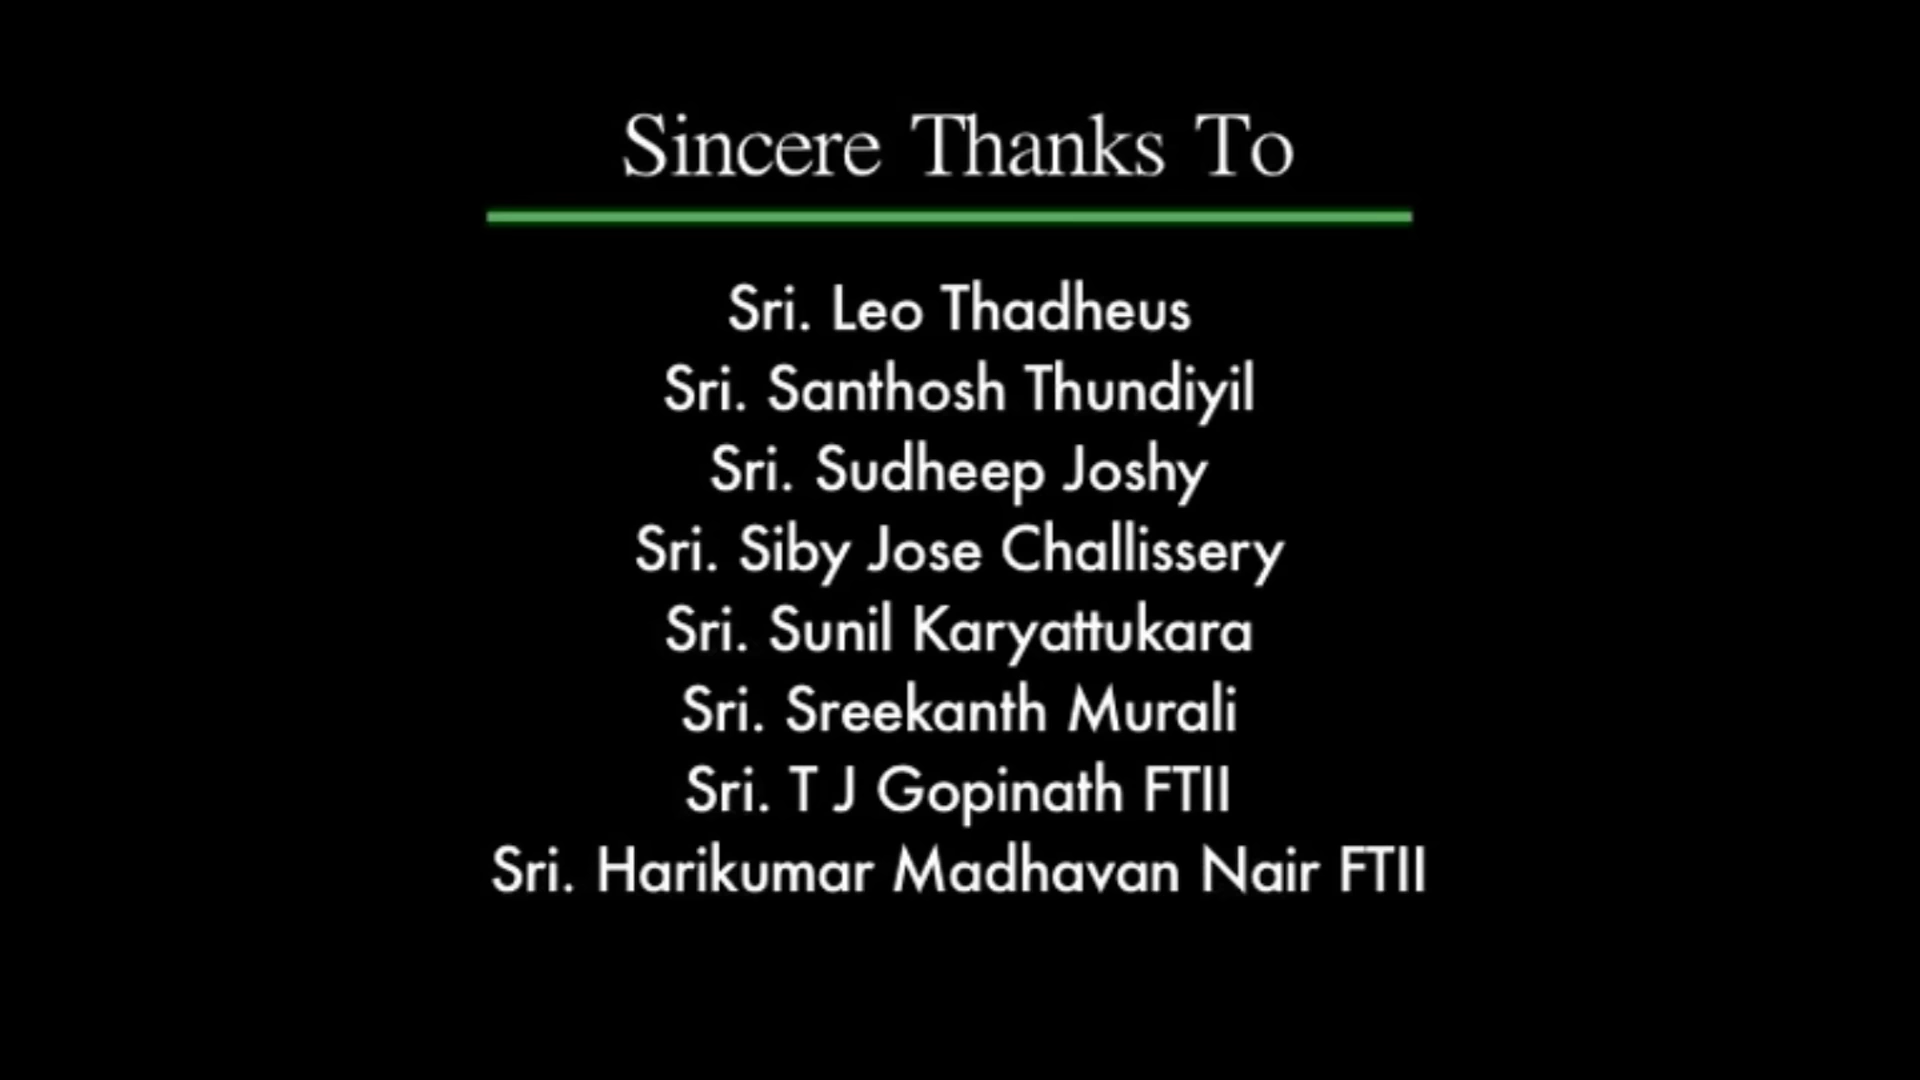 Sincere Thanks To
Sri. Leo Thadheus
Sri. Santhosh Thundiyil
Sri. Sudheep Joshy
Sri. Siby Jose Challissery
Sri. Sunil Karyattukara
Sri. Sreekanth Murali
Sri. T J Gopinath FTII
Sri. Harikumar Madhavan Nair FTII